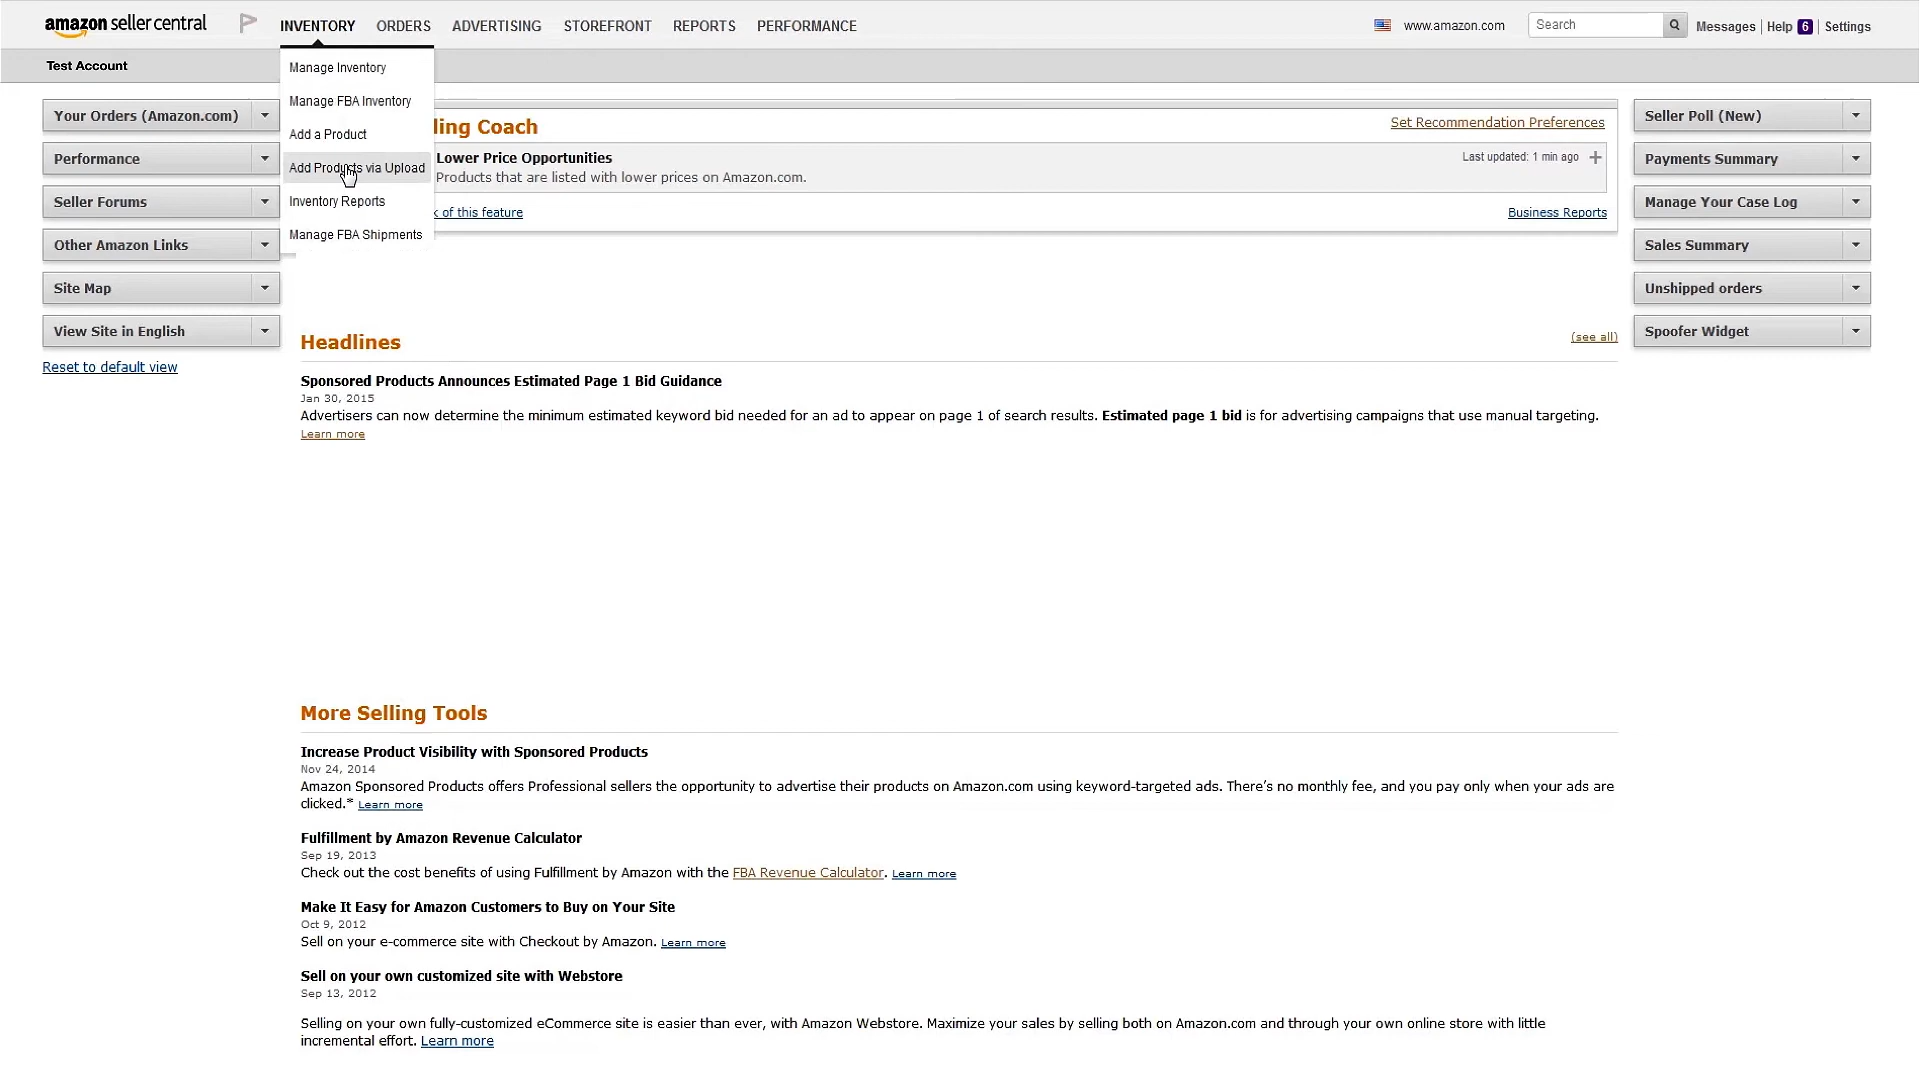 amazon seller central
INVENTORY ORDERS ADVERTISING STOREFRONT REPORTS PERFORMANCE
www.amazon.com Search Messages | Help 6 | Settings
Test Account
Manage Inventory
Manage FBA Inventory
Add a Product
Add Products via Upload
Inventory Reports
Manage FBA Shipments
Your Orders (Amazon.com)
Performance
Seller Forums
Other Amazon Links
Site Map
View Site in English
Reset to default view
ling Coach
Set Recommendation Preferences
Lower Price Opportunities
Last updated: 1 min ago
Products that are listed with lower prices on Amazon.com.
of this feature
Business Reports
Seller Poll (New)
Payments Summary
Manage Your Case Log
Sales Summary
Unshipped orders
Spoofer Widget
Headlines
(see all)
Sponsored Products Announces Estimated Page 1 Bid Guidance
Jan 30, 2015
Advertisers can now determine the minimum estimated keyword bid needed for an ad to appear on page 1 of search results. Estimated page 1 bid is for advertising campaigns that use manual targeting.
Learn more
More Selling Tools
Increase Product Visibility with Sponsored Products
Nov 24, 2014
Amazon Sponsored Products offers Professional sellers the opportunity to advertise their products on Amazon.com using keyword-targeted ads. There's no monthly fee, and you pay only when your ads are
clicked.* Learn more
Fulfillment by Amazon Revenue Calculator
Sep 19, 2013
Check out the cost benefits of using Fulfillment by Amazon with the FBA Revenue Calculator. Learn more
Make It Easy for Amazon Customers to Buy on Your Site
Oct 9, 2012
Sell on your e-commerce site with Checkout by Amazon. Learn more
Sell on your own customized site with Webstore
Sep 13, 2012
Selling on your own fully-customized eCommerce site is easier than ever, with Amazon Webstore. Maximize your sales by selling both on Amazon.com and through your own online store with little
incremental effort. Learn more